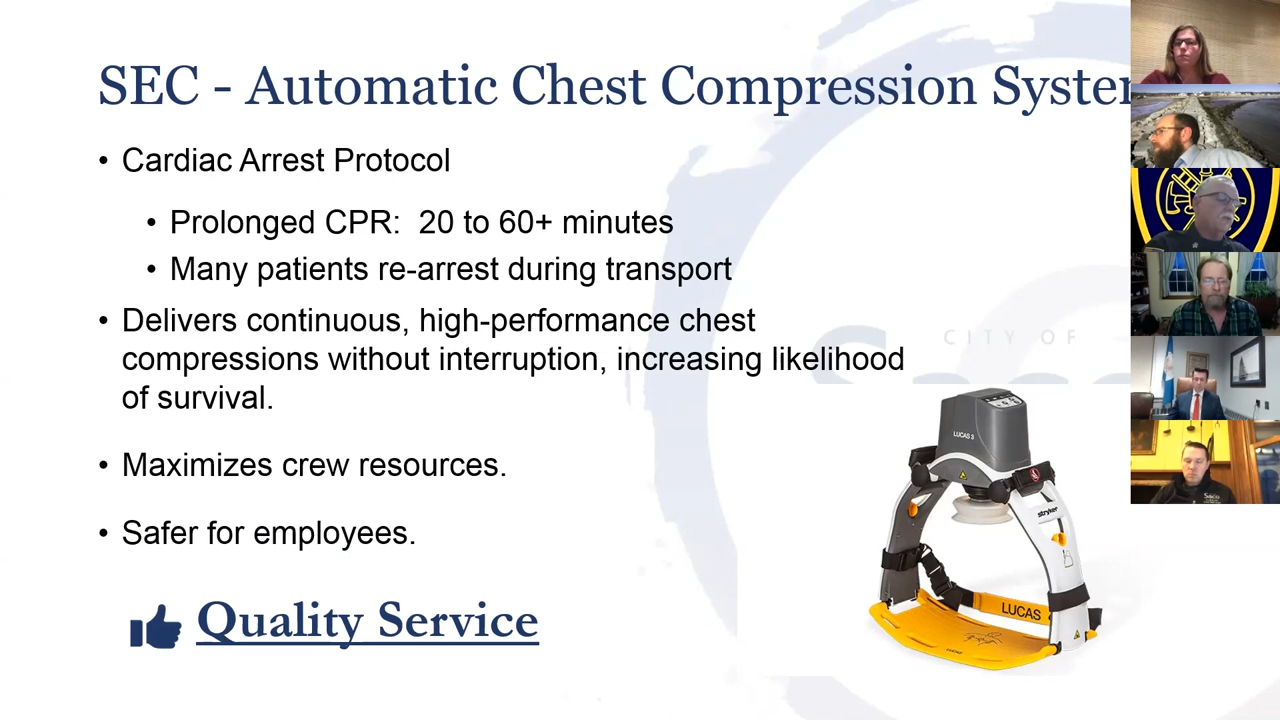 SEC - Automatic Chest Compression System
• Cardiac Arrest Protocol
• Prolonged CPR: 20 to 60+ minutes
• Many patients re-arrest during transport
• Delivers continuous, high-performance chest
compressions without interruption, increasing likelihood
of survival.
CITY OF
Saco
• Maximizes crew resources.
• Safer for employees.
Quality Service
LUCAS 3
stryker
LUCAS
Saco